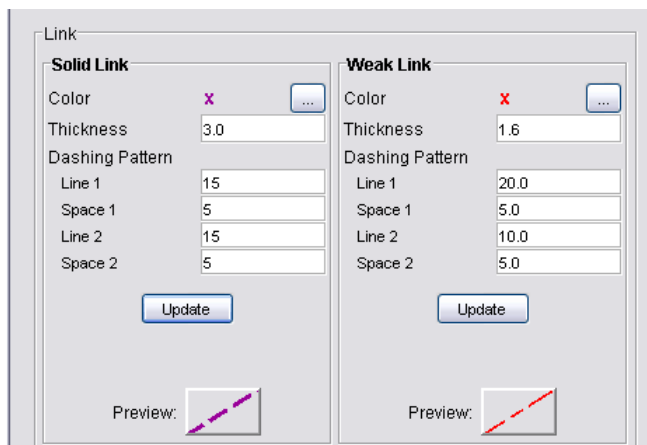 Link
Solid Link
Color X ...
Thickness 3.0
Dashing Pattern
Line 1 15
Space 1 5
Line 2 15
Space 2 5
Update
Preview:
Weak Link
Color X ...
Thickness 1.6
Dashing Pattern
Line 1 20.0
Space 1 5.0
Line 2 10.0
Space 2 5.0
Update
Preview: